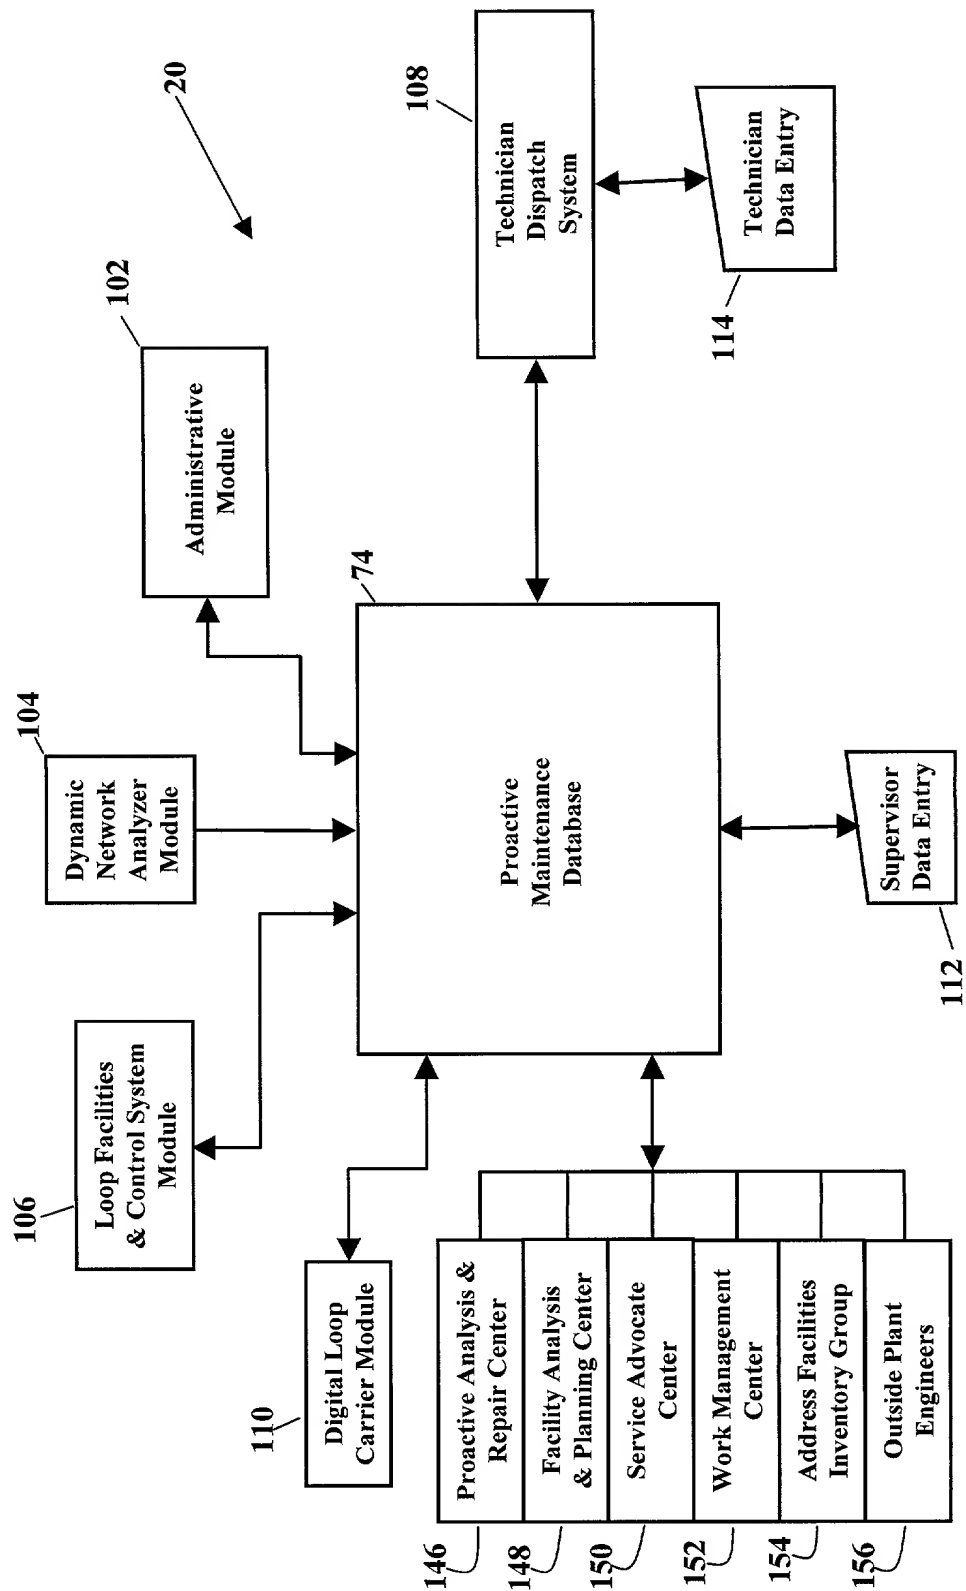 20
102
Administrative
Module
104
Dynamic
Network
Analyzer
Module
106
Loop Facilities
& Control System
Module
108
Technician
Dispatch
System
114
Technician
Data Entry
74
Proactive
Maintenance
Database
110
Digital Loop
Carrier Module
112
Supervisor
Data Entry
146
Proactive Analysis &
Repair Center
148
Facility Analysis
& Planning Center
150
Service Advocate
Center
152
Work Management
Center
154
Address Facilities
Inventory Group
156
Outside Plant
Engineers